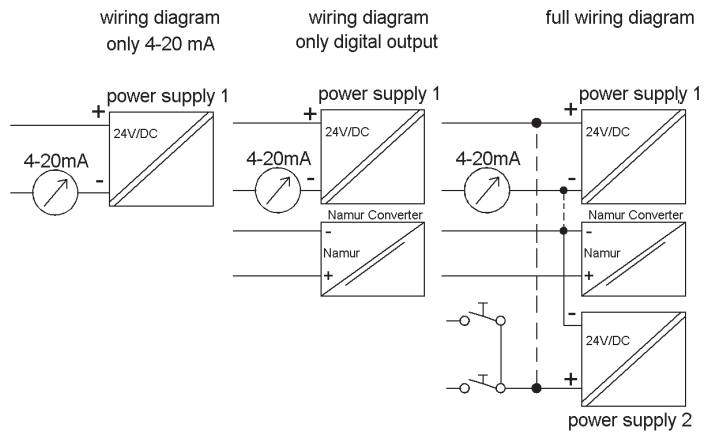 wiring diagram
only 4-20 mA
wiring diagram
only digital output
full wiring diagram
power supply 1
+
24V/DC
4-20mA
-
power supply 1
+
24V/DC
4-20mA
-
Namur Converter
-
Namur
+
power supply 1
+
24V/DC
4-20mA
-
Namur Converter
-
Namur
+
-
24V/DC
+
power supply 2